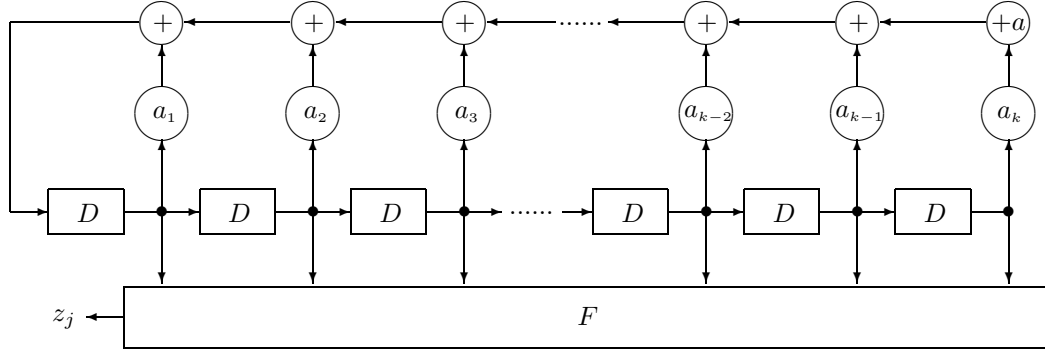 + + + ...... + + +a
a₁ a₂ a₃ aₖ₋₂ aₖ₋₁ aₖ
D D D ...... D D D
zⱼ F